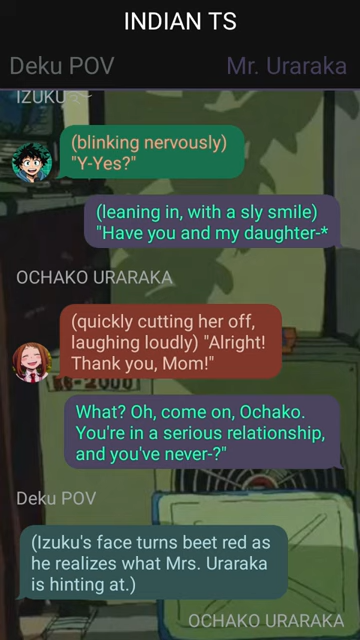 INDIAN TS
Deku POV
Mr. Uraraka
IZUKU
(blinking nervously)
"Y-Yes?"
(leaning in, with a sly smile)
"Have you and my daughter-*
OCHAKO URARAKA
(quickly cutting her off,
laughing loudly) "Alright!
Thank you, Mom!"
What? Oh, come on, Ochako.
You're in a serious relationship,
and you've never-?"
Deku POV
(Izuku's face turns beet red as
he realizes what Mrs. Uraraka
is hinting at.)
OCHAKO URARAKA